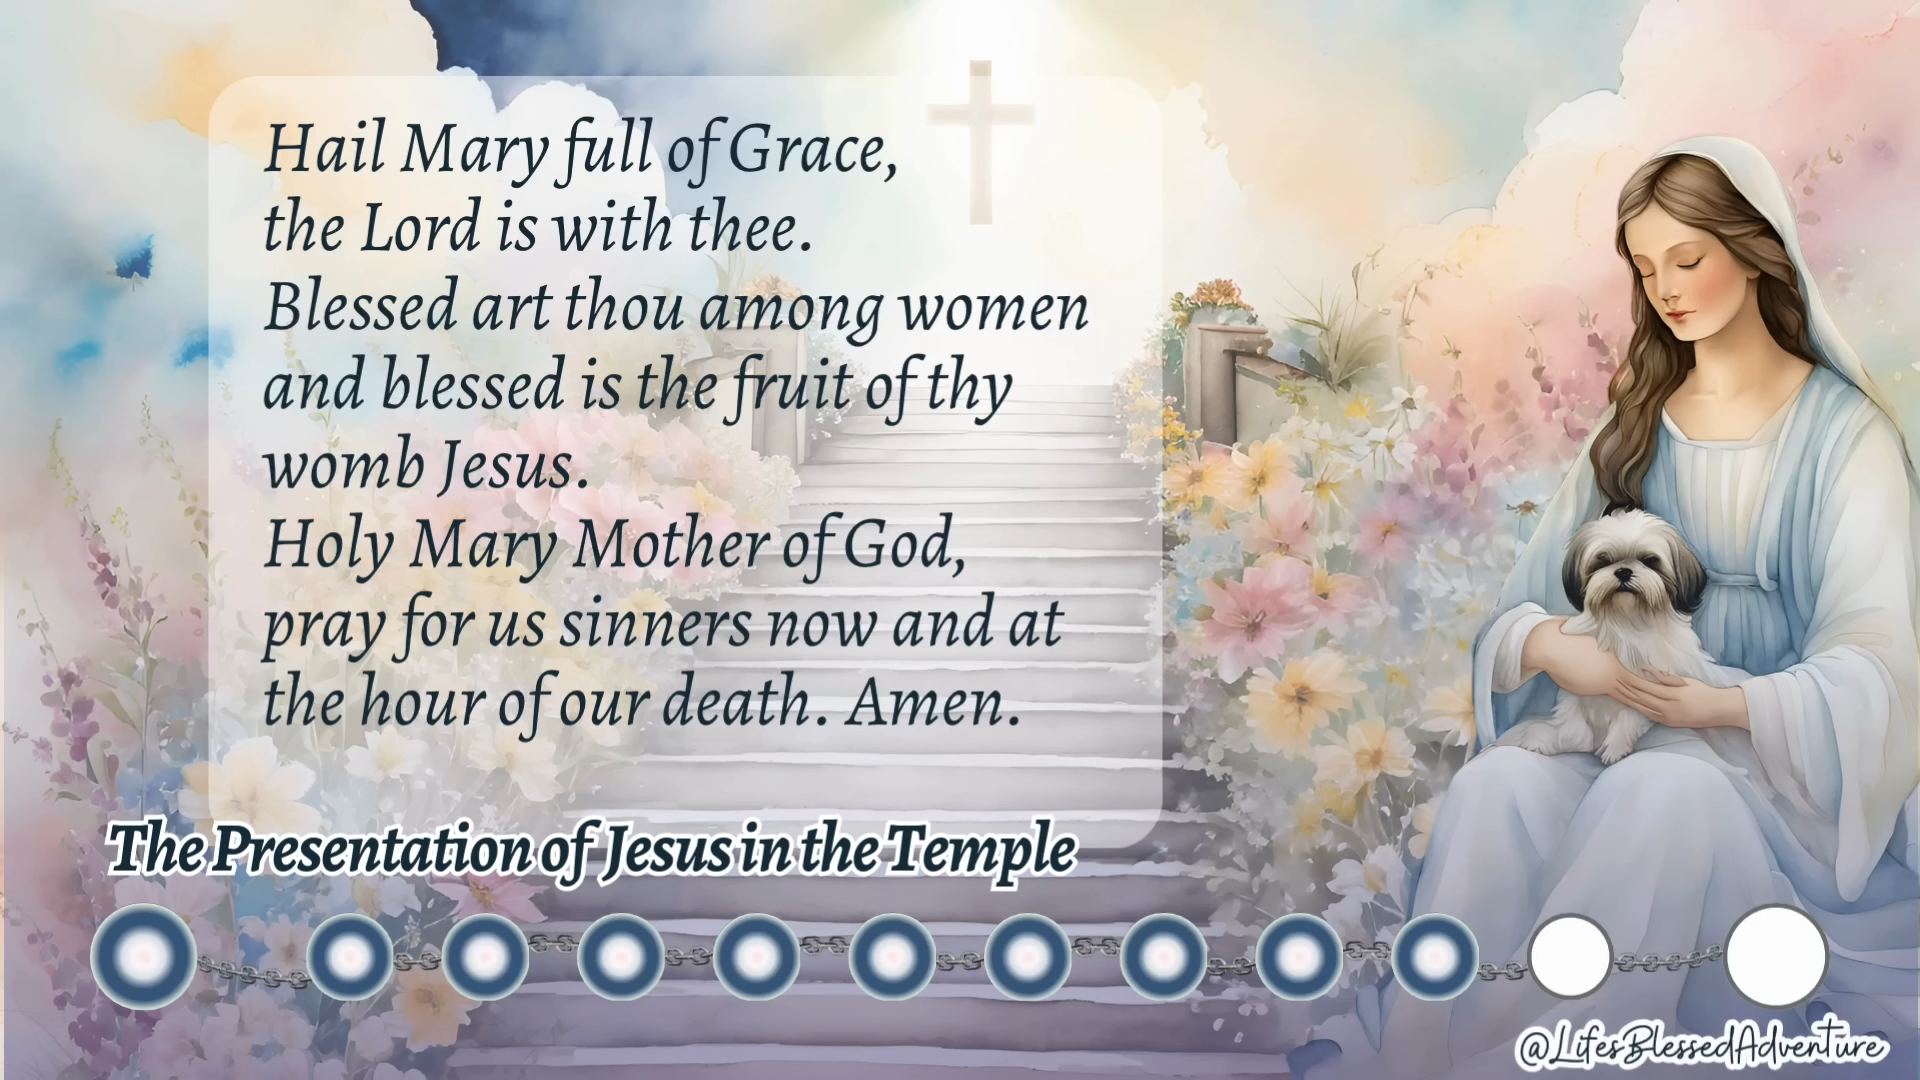 Hail Mary full of Grace,
the Lord is with thee.
Blessed art thou among women
and blessed is the fruit of thy
womb Jesus.
Holy Mary Mother of God,
pray for us sinners now and at
the hour of our death. Amen.
The Presentation of Jesus in the Temple
@LifesBlessedAdventure